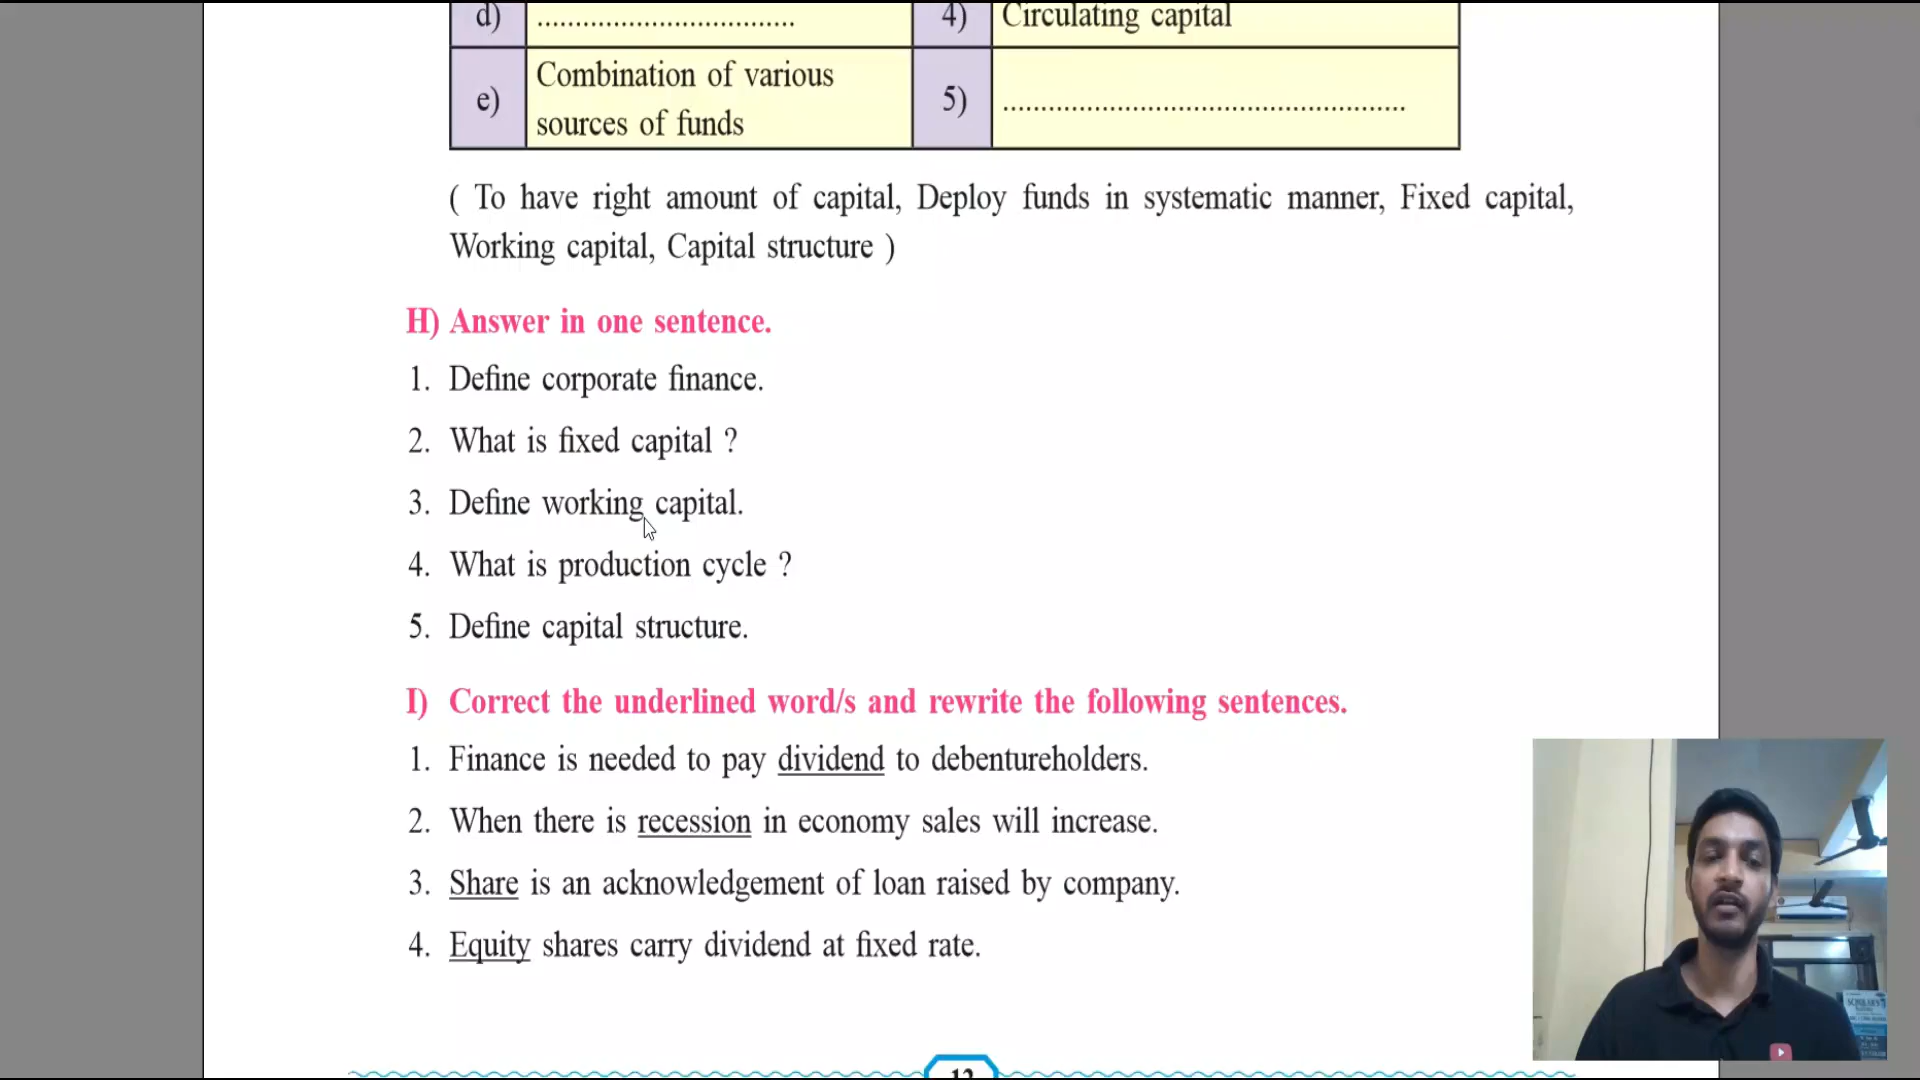 d) .................................. 4) Circulating capital
e) Combination of various sources of funds 5) .....................................................
( To have right amount of capital, Deploy funds in systematic manner, Fixed capital,
Working capital, Capital structure )
H) Answer in one sentence.
1. Define corporate finance.
2. What is fixed capital ?
3. Define working capital.
4. What is production cycle ?
5. Define capital structure.
I) Correct the underlined word/s and rewrite the following sentences.
1. Finance is needed to pay dividend to debentureholders.
2. When there is recession in economy sales will increase.
3. Share is an acknowledgement of loan raised by company.
4. Equity shares carry dividend at fixed rate.
12